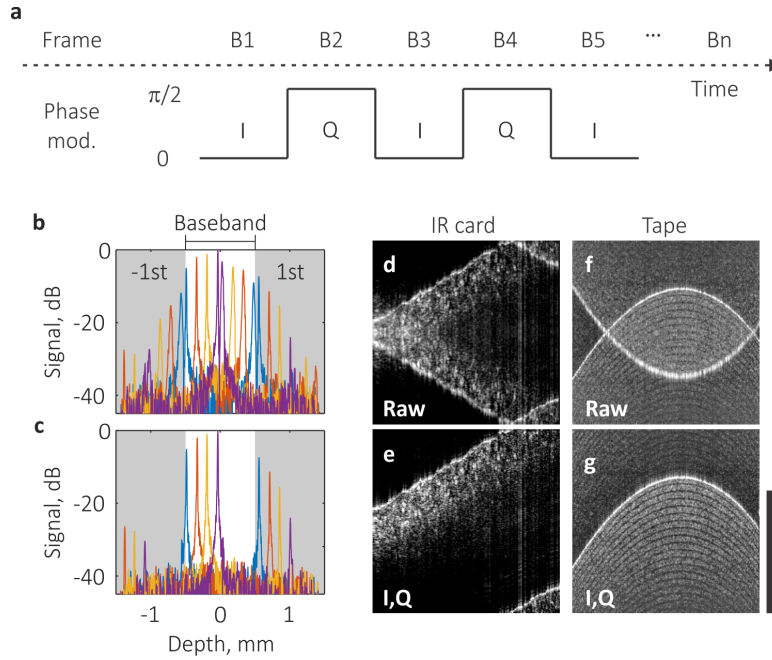 a
Frame B1 B2 B3 B4 B5 ... Bn
Time
Phase mod.
π/2
0
I Q I Q I
b
Baseband
-1st
1st
Signal, dB
0
-20
-40
c
Signal, dB
0
-20
-40
-1 0 1
Depth, mm
IR card
Tape
d
Raw
f
Raw
e
I,Q
g
I,Q